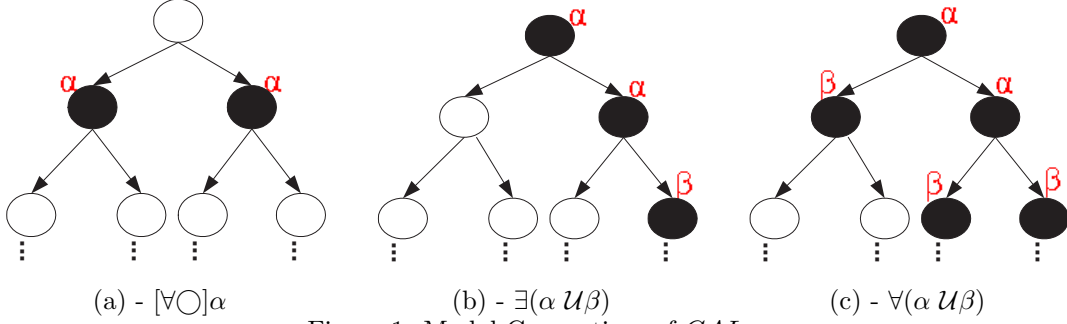 α
α α
α
α
β
α
β α
β β
(a) - [∀◯]α (b) - ∃(α 𝒰β) (c) - ∀(α 𝒰β)